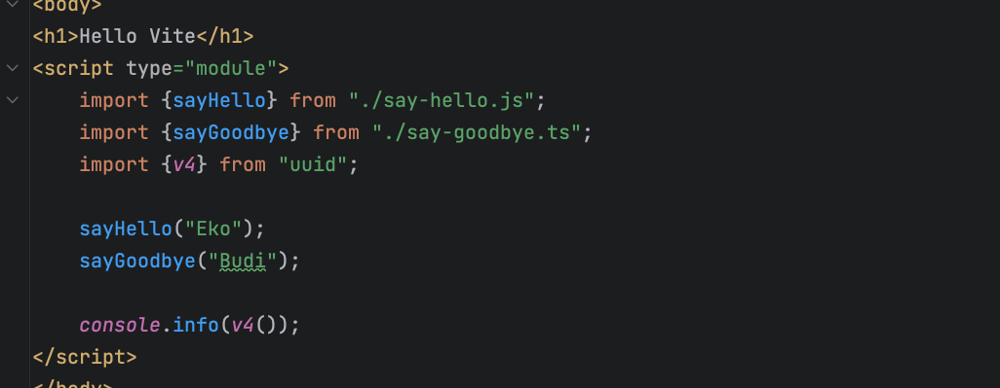 <body>
<h1>Hello Vite</h1>
<script type="module">
    import {sayHello} from "./say-hello.js";
    import {sayGoodbye} from "./say-goodbye.ts";
    import {v4} from "uuid";

    sayHello("Eko");
    sayGoodbye("Budi");

    console.info(v4());
</script>
</body>